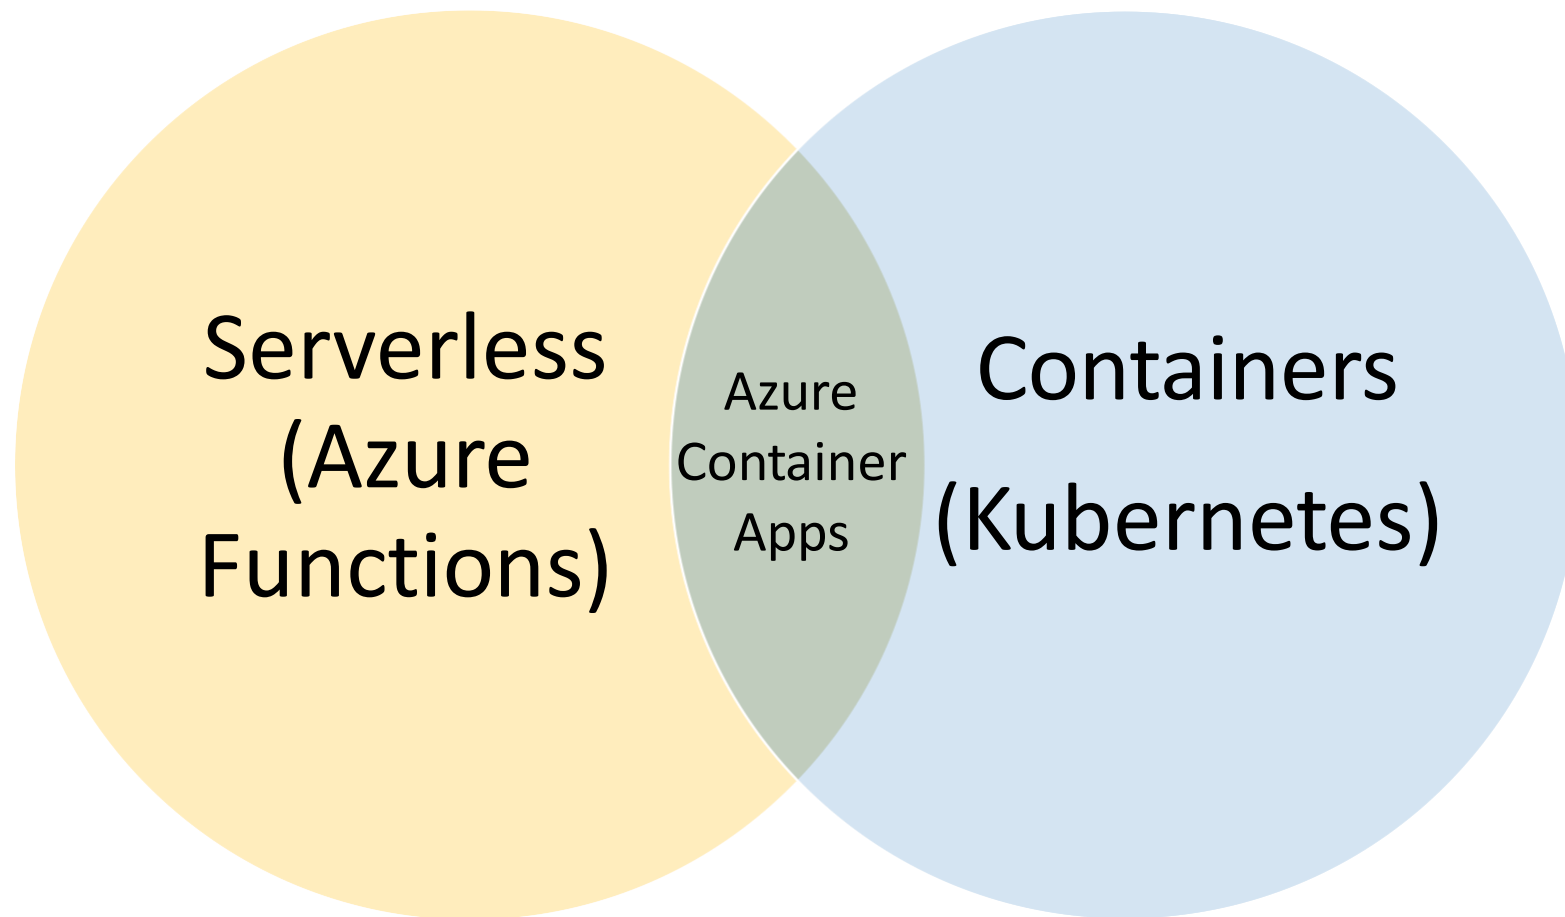 Serverless
(Azure
Functions)
Azure
Container
Apps
Containers
(Kubernetes)